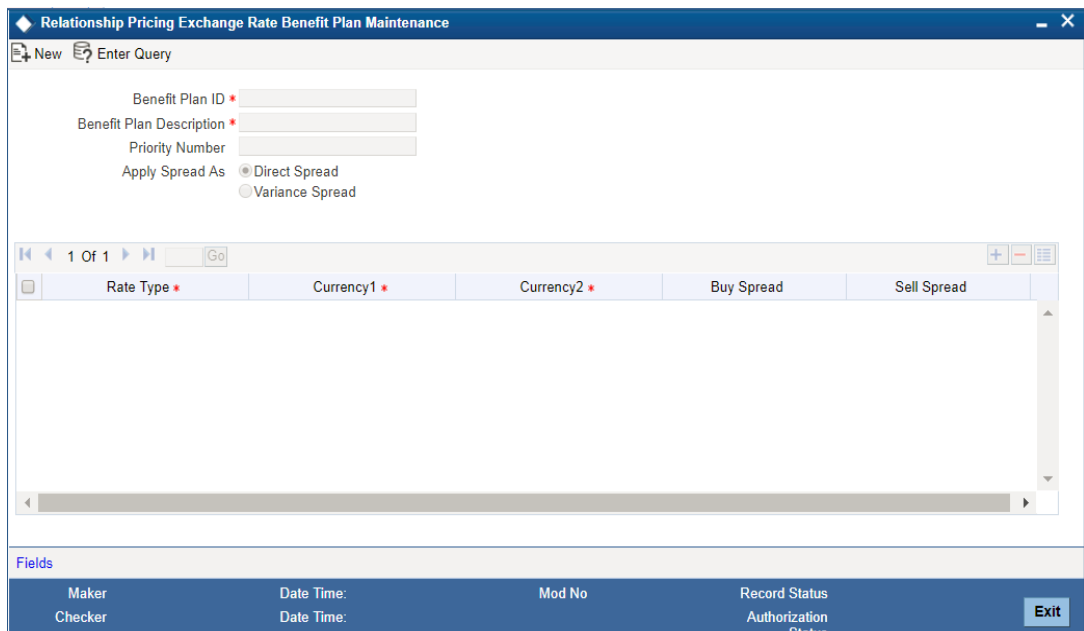 Relationship Pricing Exchange Rate Benefit Plan Maintenance
New Enter Query
Benefit Plan ID *
Benefit Plan Description *
Priority Number
Apply Spread As Direct Spread
Variance Spread
1 Of 1 Go
Rate Type * Currency1 * Currency2 * Buy Spread Sell Spread
Fields
Maker Date Time: Mod No Record Status
Checker Date Time: Authorization
Status
Exit